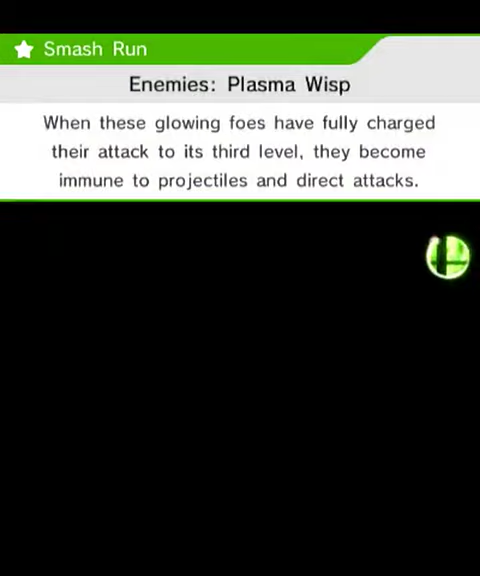 Smash Run
Enemies: Plasma Wisp
When these glowing foes have fully charged
their attack to its third level, they become
immune to projectiles and direct attacks.